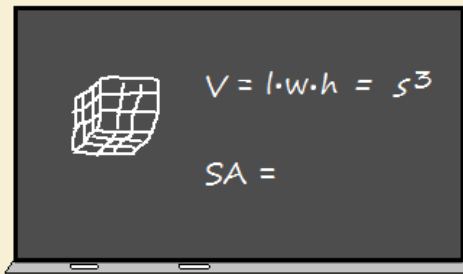 V = l·w·h = s³
SA =